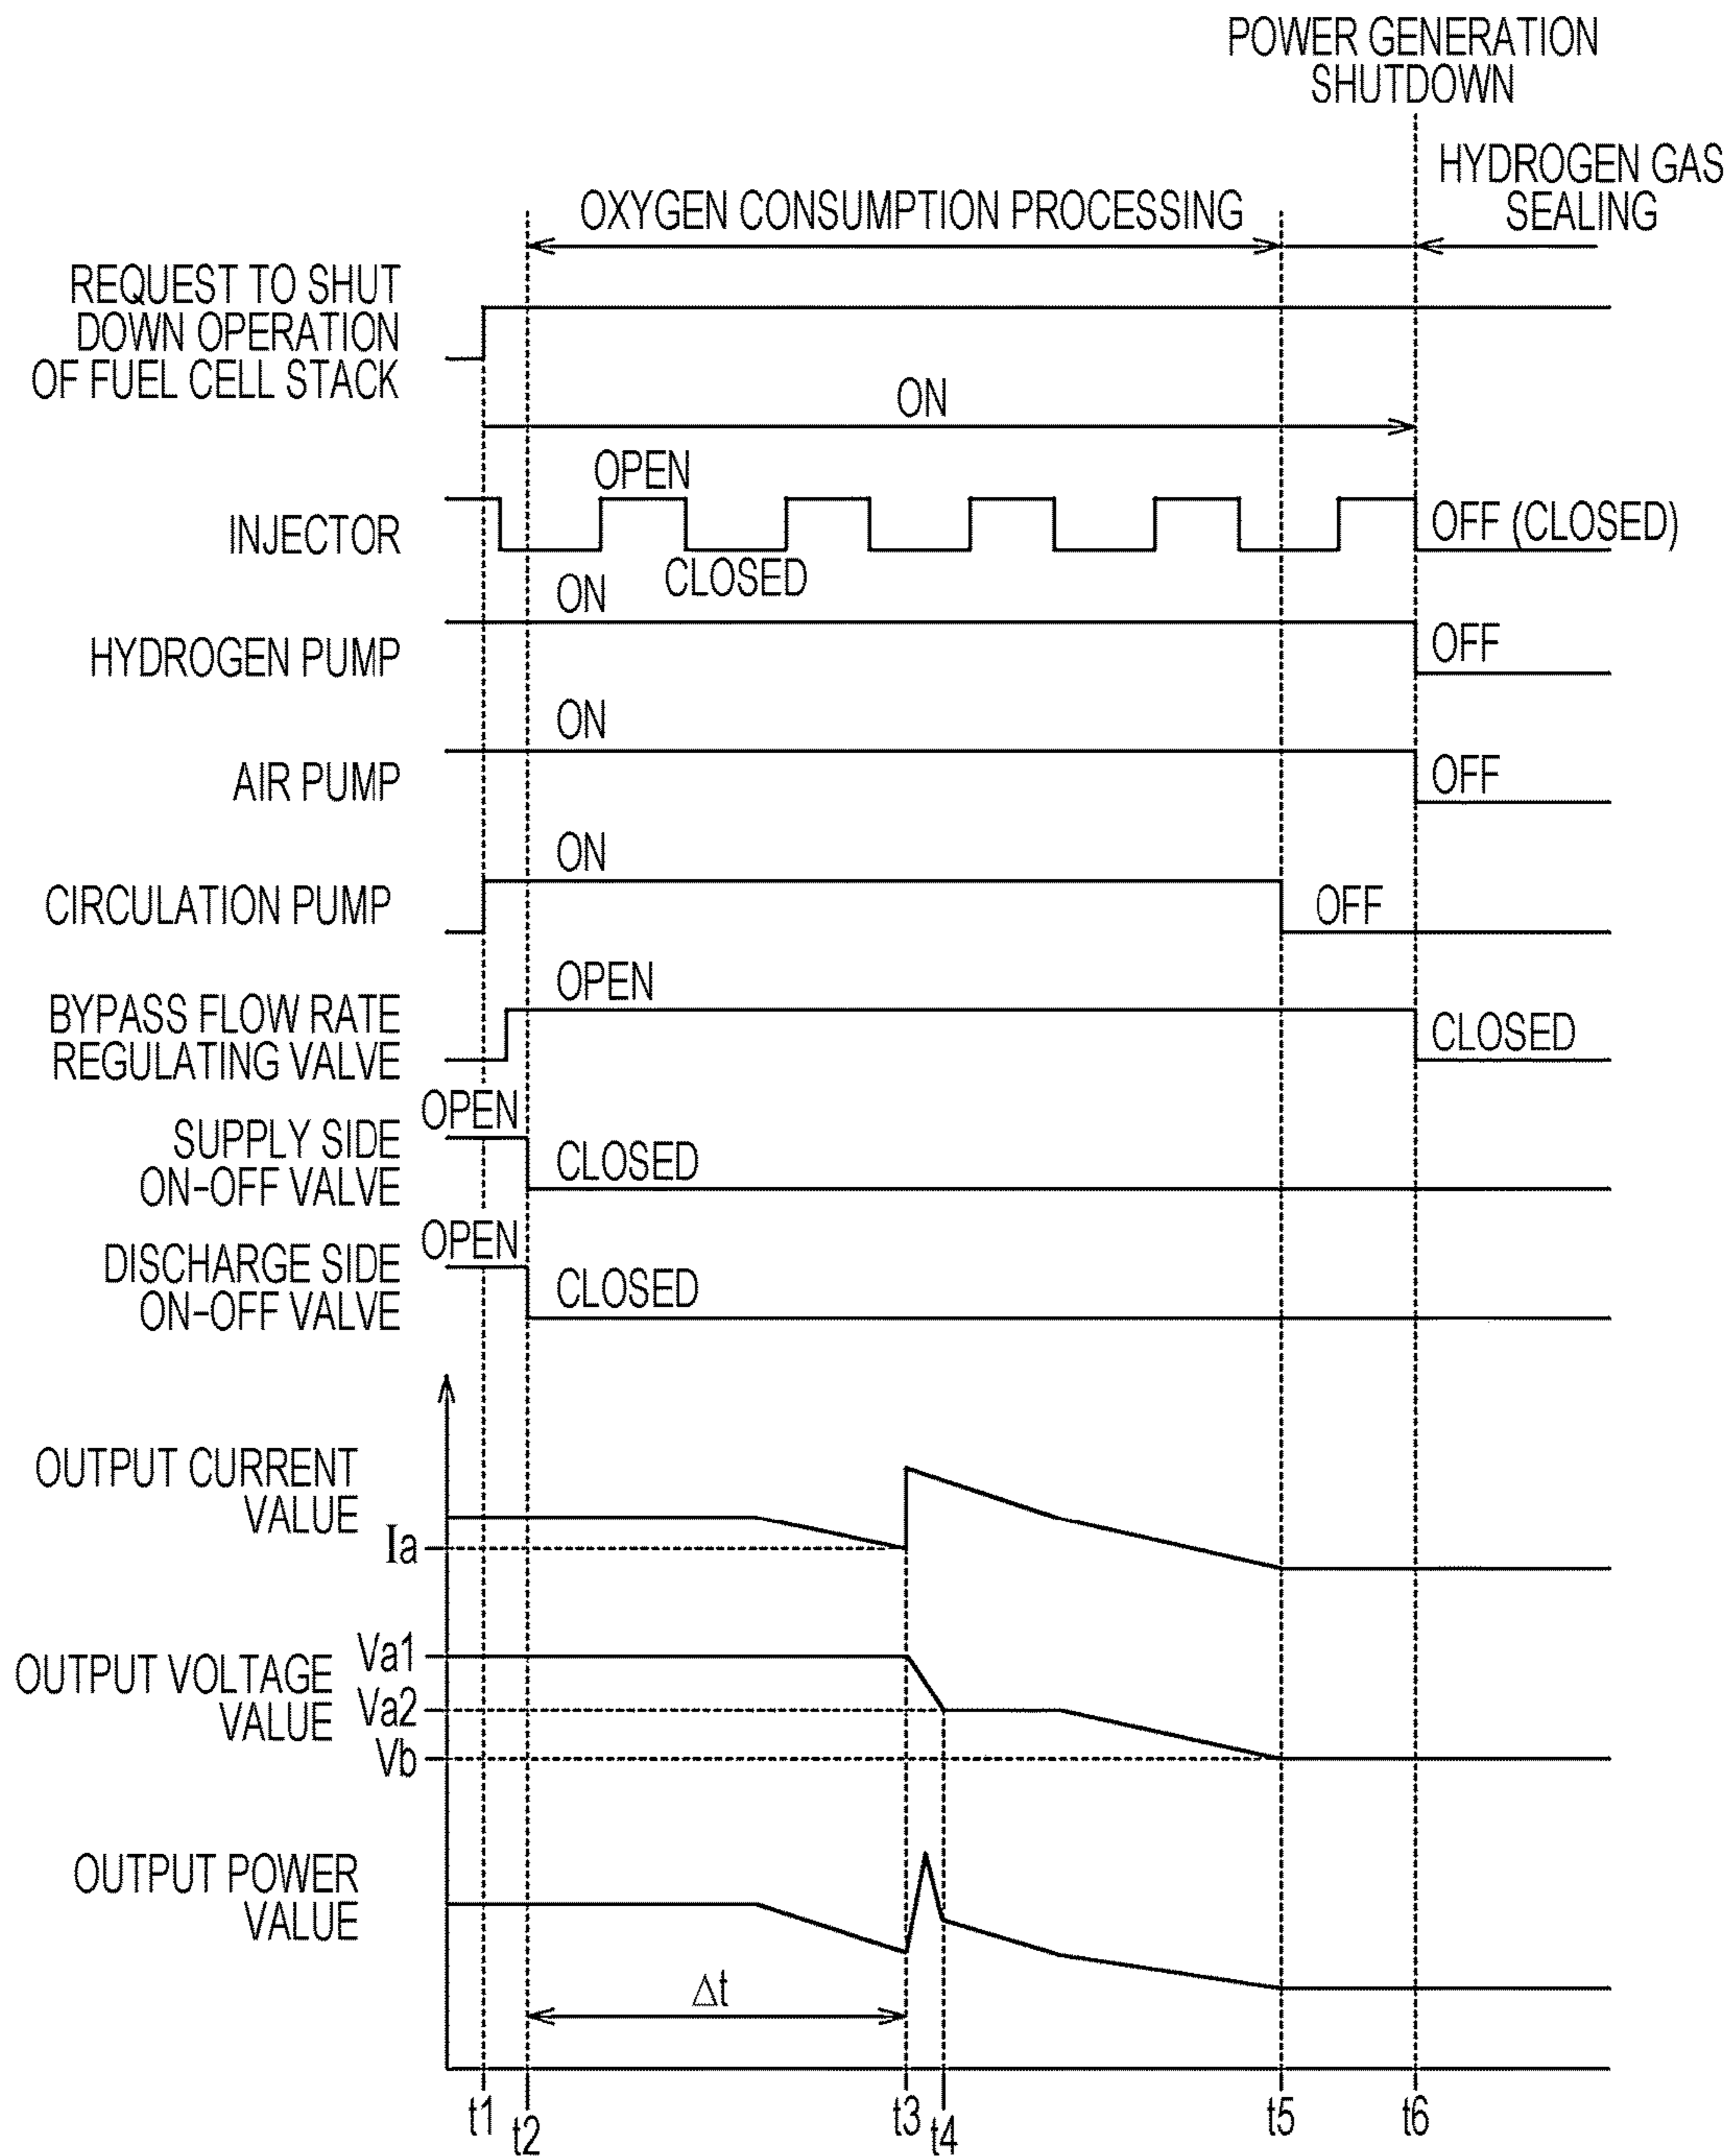 POWER GENERATION
SHUTDOWN
HYDROGEN GAS
SEALING
OXYGEN CONSUMPTION PROCESSING
REQUEST TO SHUT
DOWN OPERATION
OF FUEL CELL STACK
ON
OPEN
INJECTOR
OFF (CLOSED)
CLOSED
ON
HYDROGEN PUMP
OFF
ON
AIR PUMP
OFF
ON
CIRCULATION PUMP
OFF
OPEN
BYPASS FLOW RATE
REGULATING VALVE
CLOSED
OPEN
SUPPLY SIDE
ON-OFF VALVE
CLOSED
OPEN
DISCHARGE SIDE
ON-OFF VALVE
CLOSED
OUTPUT CURRENT
VALUE
Ia
Va1
OUTPUT VOLTAGE
VALUE
Va2
Vb
OUTPUT POWER
VALUE
Δt
t1
t2
t3
t4
t5
t6